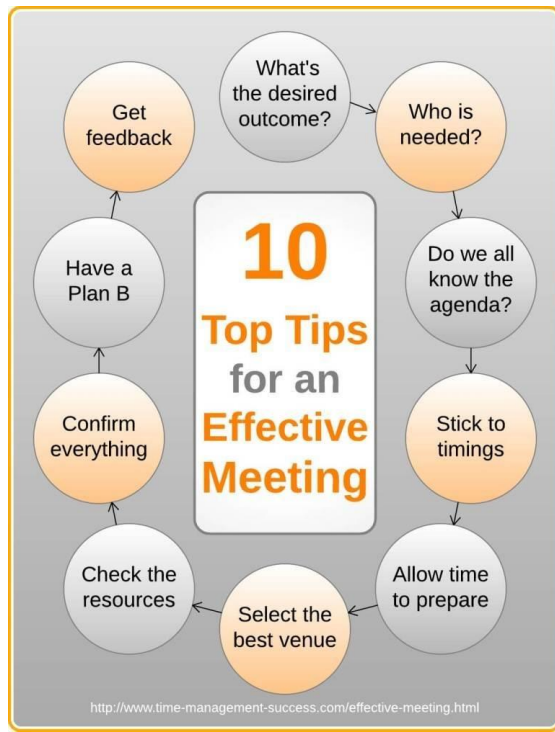 10
Top Tips
for an
Effective
Meeting
What's
the desired
outcome?
Who is
needed?
Do we all
know the
agenda?
Stick to
timings
Allow time
to prepare
Select the
best venue
Check the
resources
Confirm
everything
Have a
Plan B
Get
feedback
http://www.time-management-success.com/effective-meeting.html